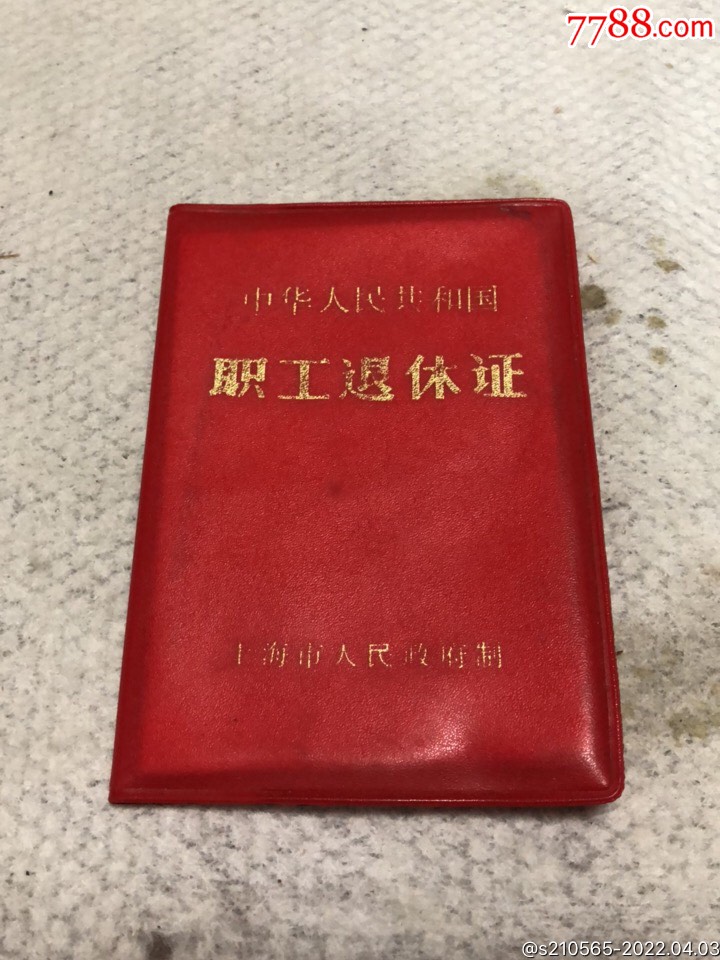 7788.com
中华人民共和国
职工退休证
上海市人民政府制
@s210565-2022.04.03